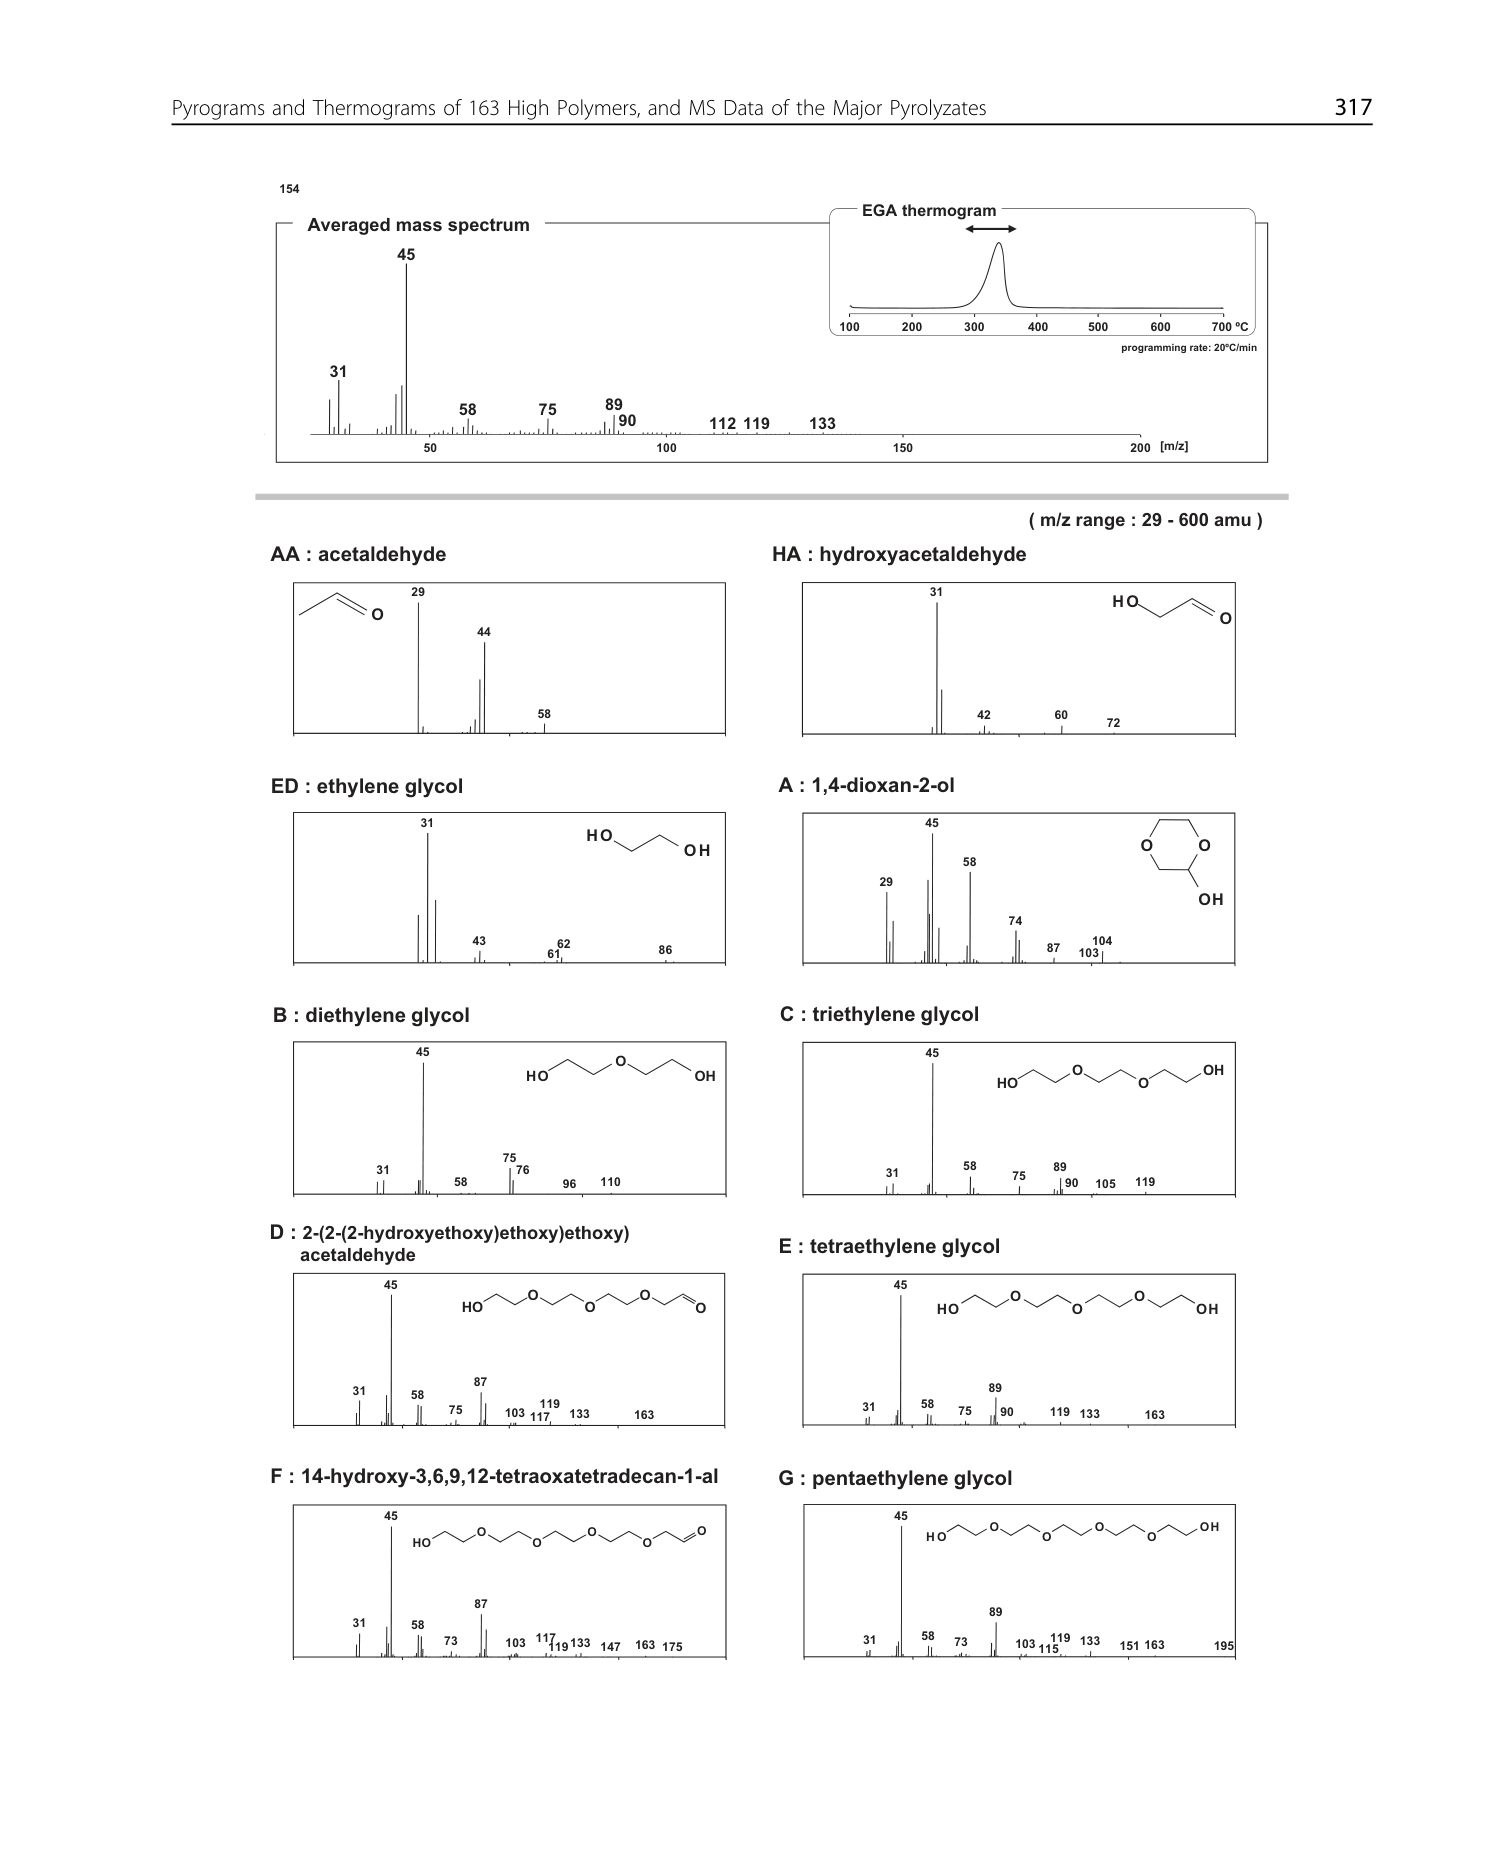 Pyrograms and Thermograms of 163 High Polymers, and MS Data of the Major Pyrolyzates 317
154
Averaged mass spectrum
EGA thermogram
45
31
58 75 89
90
112 119 133
50 100 150 200 [m/z]
100 200 300 400 500 600 700 ºC
programming rate: 20ºC/min
( m/z range : 29 - 600 amu )
AA : acetaldehyde
29
44
58
O
HA : hydroxyacetaldehyde
31
42 60 72
HO
O
ED : ethylene glycol
31
43 61 62 86
HO
OH
A : 1,4-dioxan-2-ol
45
58
29
74
87 103 104
O O
OH
B : diethylene glycol
45
31 58 75 76 96 110
HO O OH
C : triethylene glycol
45
31 58 75 89 90 105 119
HO O O OH
D : 2-(2-(2-hydroxyethoxy)ethoxy)ethoxy)
acetaldehyde
45
31 58 75 87 103 117 119 133 163
HO O O O O
E : tetraethylene glycol
45
31 58 75 89 90 119 133 163
HO O O O OH
F : 14-hydroxy-3,6,9,12-tetraoxatetradecan-1-al
45
31 58 73 87 103 117 119 133 147 163 175
HO O O O O O
G : pentaethylene glycol
45
31 58 73 89 103 115 119 133 151 163 195
HO O O O O OH